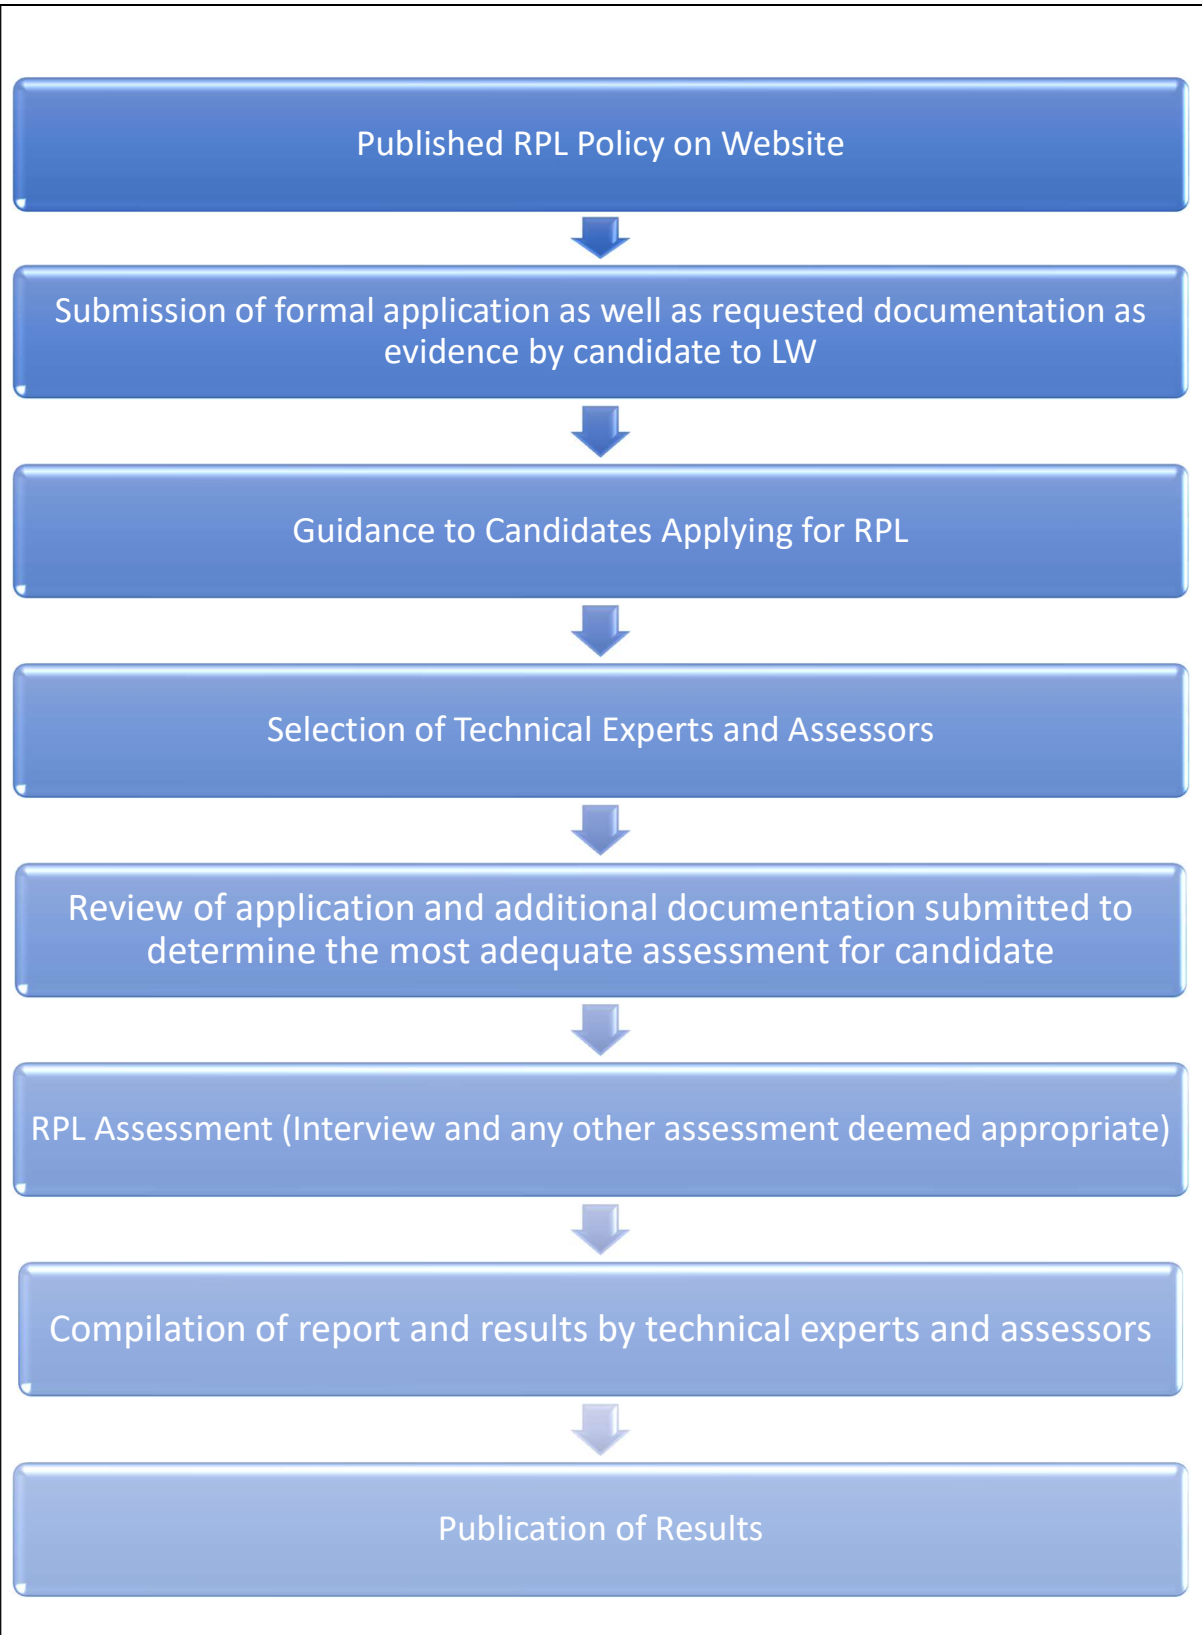 Published RPL Policy on Website
Submission of formal application as well as requested documentation as
evidence by candidate to LW
Guidance to Candidates Applying for RPL
Selection of Technical Experts and Assessors
Review of application and additional documentation submitted to
determine the most adequate assessment for candidate
RPL Assessment (Interview and any other assessment deemed appropriate)
Compilation of report and results by technical experts and assessors
Publication of Results